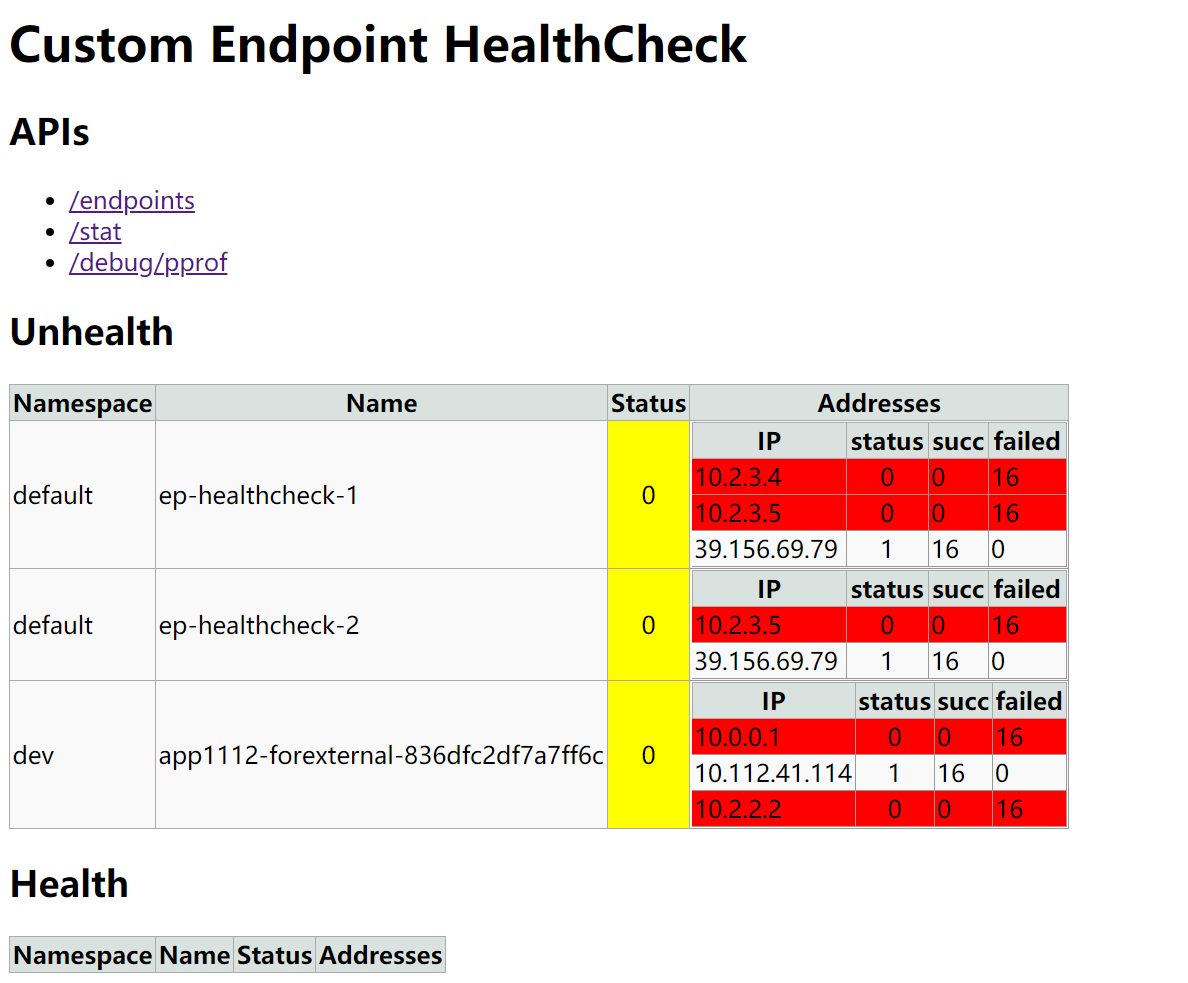 Custom Endpoint HealthCheck
APIs
/endpoints
/stat
/debug/pprof
Unhealth
Namespace Name Status Addresses
default ep-healthcheck-1 0
IP status succ failed
10.2.3.4 0 0 16
10.2.3.5 0 0 16
39.156.69.79 1 16 0
default ep-healthcheck-2 0
IP status succ failed
10.2.3.5 0 0 16
39.156.69.79 1 16 0
dev app1112-forexternal-836dfc2df7a7ff6c 0
IP status succ failed
10.0.0.1 0 0 16
10.112.41.114 1 16 0
10.2.2.2 0 0 16
Health
Namespace Name Status Addresses